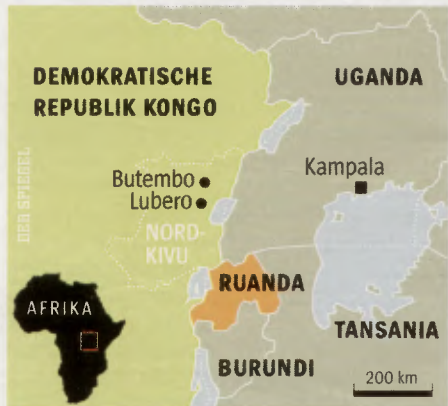 DEMOKRATISCHE
REPUBLIK KONGO
UGANDA
Butembo
Lubero
Kampala
DER SPIEGEL
NORD-
KIVU
AFRIKA
RUANDA
TANSANIA
BURUNDI
200 km